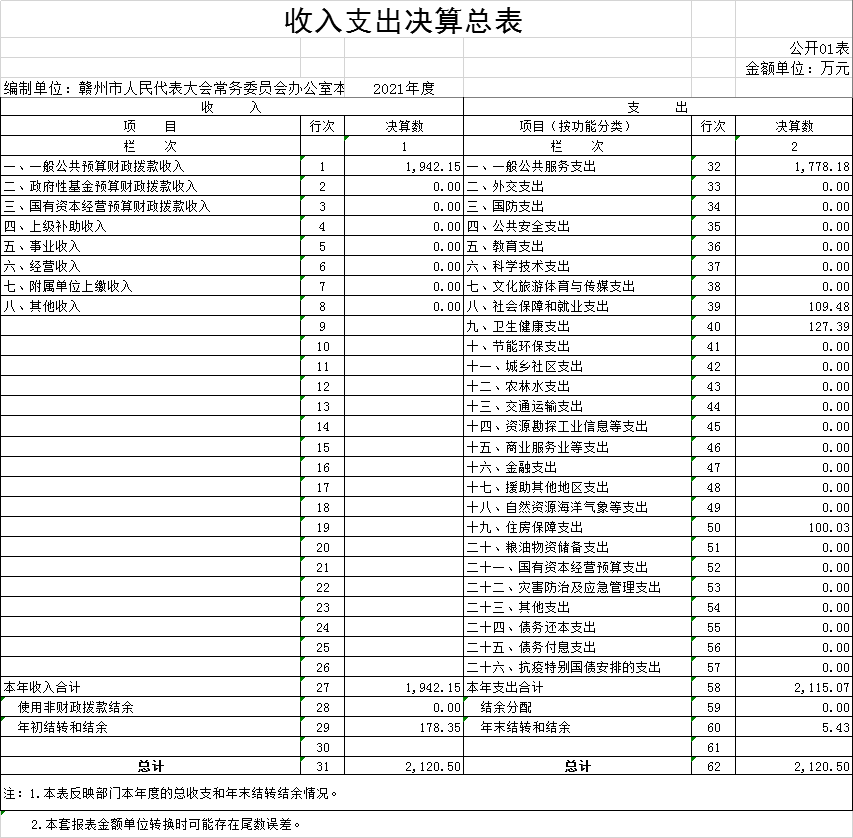 收入支出决算总表
公开01表
金额单位：万元
编制单位：赣州市人民代表大会常务委员会办公室本 2021年度
收 入 支 出
项 目 行次 决算数 项目（按功能分类） 行次 决算数
栏 次 1 栏 次 2
一、一般公共预算财政拨款收入 1 1,942.15 一、一般公共服务支出 32 1,778.18
二、政府性基金预算财政拨款收入 2 0.00 二、外交支出 33 0.00
三、国有资本经营预算财政拨款收入 3 0.00 三、国防支出 34 0.00
四、上级补助收入 4 0.00 四、公共安全支出 35 0.00
五、事业收入 5 0.00 五、教育支出 36 0.00
六、经营收入 6 0.00 六、科学技术支出 37 0.00
七、附属单位上缴收入 7 0.00 七、文化旅游体育与传媒支出 38 0.00
八、其他收入 8 0.00 八、社会保障和就业支出 39 109.48
9 九、卫生健康支出 40 127.39
10 十、节能环保支出 41 0.00
11 十一、城乡社区支出 42 0.00
12 十二、农林水支出 43 0.00
13 十三、交通运输支出 44 0.00
14 十四、资源勘探工业信息等支出 45 0.00
15 十五、商业服务业等支出 46 0.00
16 十六、金融支出 47 0.00
17 十七、援助其他地区支出 48 0.00
18 十八、自然资源海洋气象等支出 49 0.00
19 十九、住房保障支出 50 100.03
20 二十、粮油物资储备支出 51 0.00
21 二十一、国有资本经营预算支出 52 0.00
22 二十二、灾害防治及应急管理支出 53 0.00
23 二十三、其他支出 54 0.00
24 二十四、债务还本支出 55 0.00
25 二十五、债务付息支出 56 0.00
26 二十六、抗疫特别国债安排的支出 57 0.00
本年收入合计 27 1,942.15 本年支出合计 58 2,115.07
使用非财政拨款结余 28 0.00 结余分配 59 0.00
年初结转和结余 29 178.35 年末结转和结余 60 5.43
30 61
总计 31 2,120.50 总计 62 2,120.50
注：1.本表反映部门本年度的总收支和年末结转结余情况。
2.本套报表金额单位转换时可能存在尾数误差。